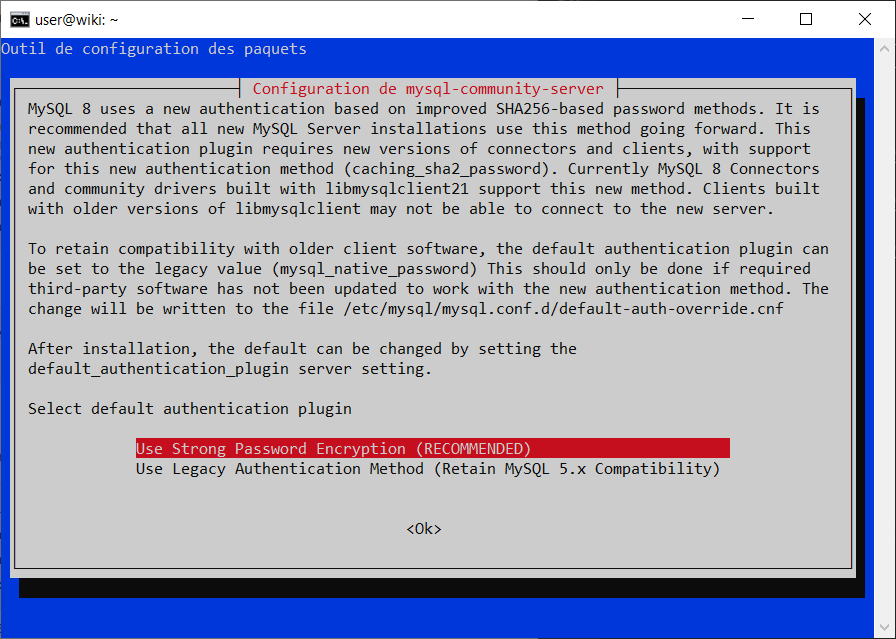 user@wiki: ~
Outil de configuration des paquets
Configuration de mysql-community-server
MySQL 8 uses a new authentication based on improved SHA256-based password methods. It is
recommended that all new MySQL Server installations use this method going forward. This
new authentication plugin requires new versions of connectors and clients, with support
for this new authentication method (caching_sha2_password). Currently MySQL 8 Connectors
and community drivers built with libmysqlclient21 support this new method. Clients built
with older versions of libmysqlclient may not be able to connect to the new server.
To retain compatibility with older client software, the default authentication plugin can
be set to the legacy value (mysql_native_password) This should only be done if required
third-party software has not been updated to work with the new authentication method. The
change will be written to the file /etc/mysql/mysql.conf.d/default-auth-override.cnf
After installation, the default can be changed by setting the
default_authentication_plugin server setting.
Select default authentication plugin
Use Strong Password Encryption (RECOMMENDED)
Use Legacy Authentication Method (Retain MySQL 5.x Compatibility)
<Ok>